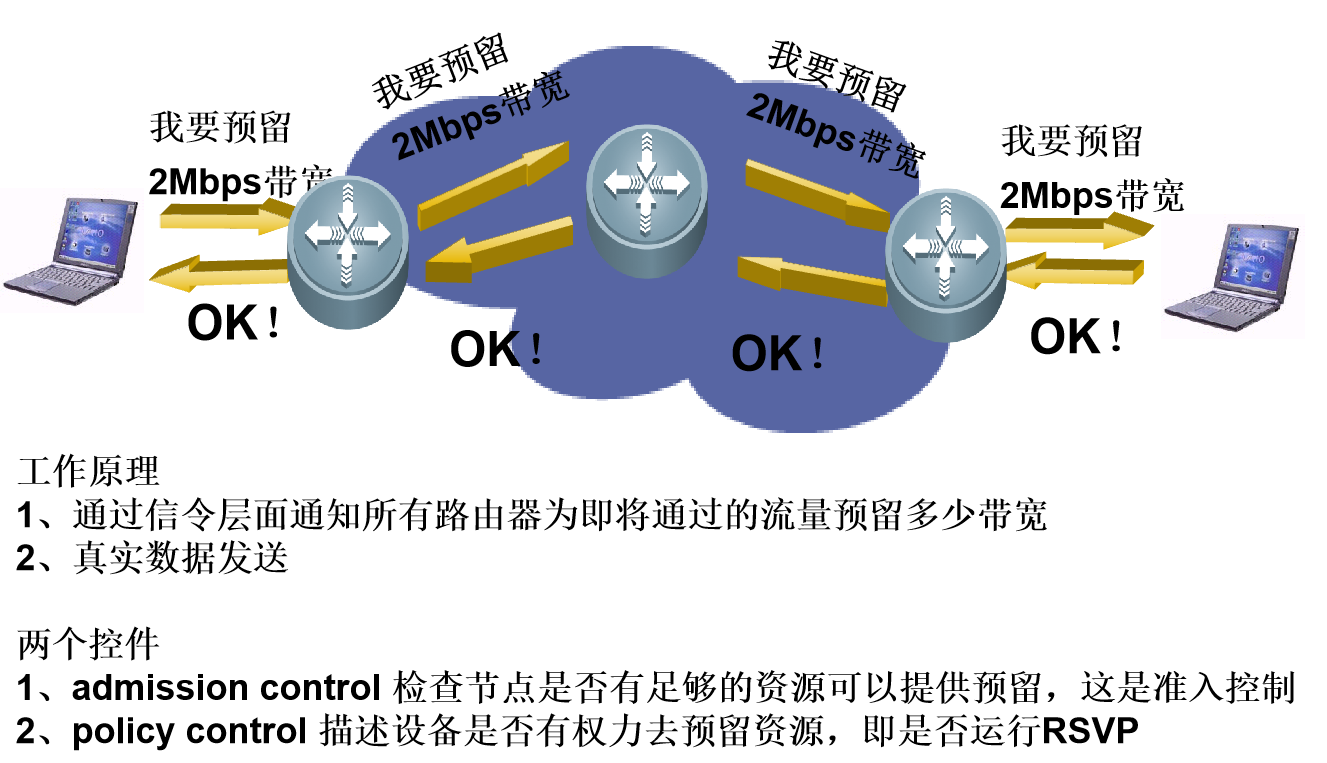 我要预留
2Mbps带宽
我要预留
2Mbps带宽
我要预留
2Mbps带宽
我要预留
2Mbps带宽
OK！
OK！
OK！
OK！
工作原理
1、通过信令层面通知所有路由器为即将通过的流量预留多少带宽
2、真实数据发送
两个控件
1、admission control 检查节点是否有足够的资源可以提供预留，这是准入控制
2、policy control 描述设备是否有权力去预留资源，即是否运行RSVP